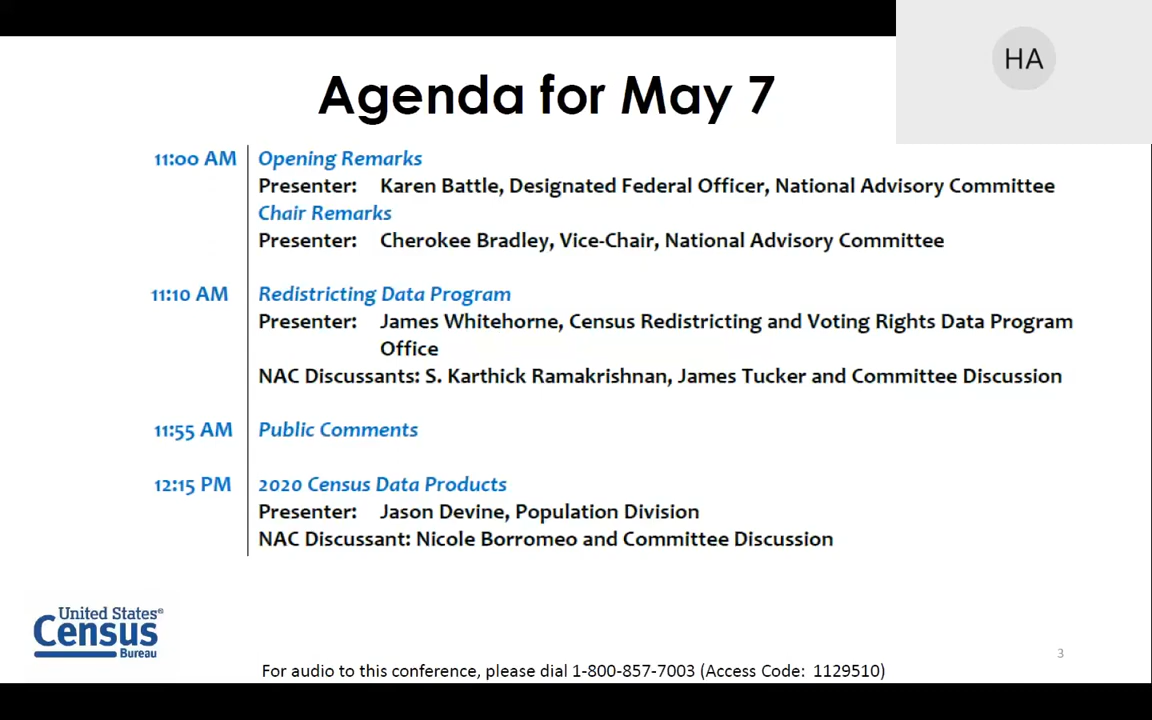 HA
Agenda for May 7
11:00 AM Opening Remarks
Presenter: Karen Battle, Designated Federal Officer, National Advisory Committee
Chair Remarks
Presenter: Cherokee Bradley, Vice-Chair, National Advisory Committee
11:10 AM Redistricting Data Program
Presenter: James Whitehorne, Census Redistricting and Voting Rights Data Program
Office
NAC Discussants: S. Karthick Ramakrishnan, James Tucker and Committee Discussion
11:55 AM Public Comments
12:15 PM 2020 Census Data Products
Presenter: Jason Devine, Population Division
NAC Discussant: Nicole Borromeo and Committee Discussion
United States®
Census
Bureau
3
For audio to this conference, please dial 1-800-857-7003 (Access Code: 1129510)